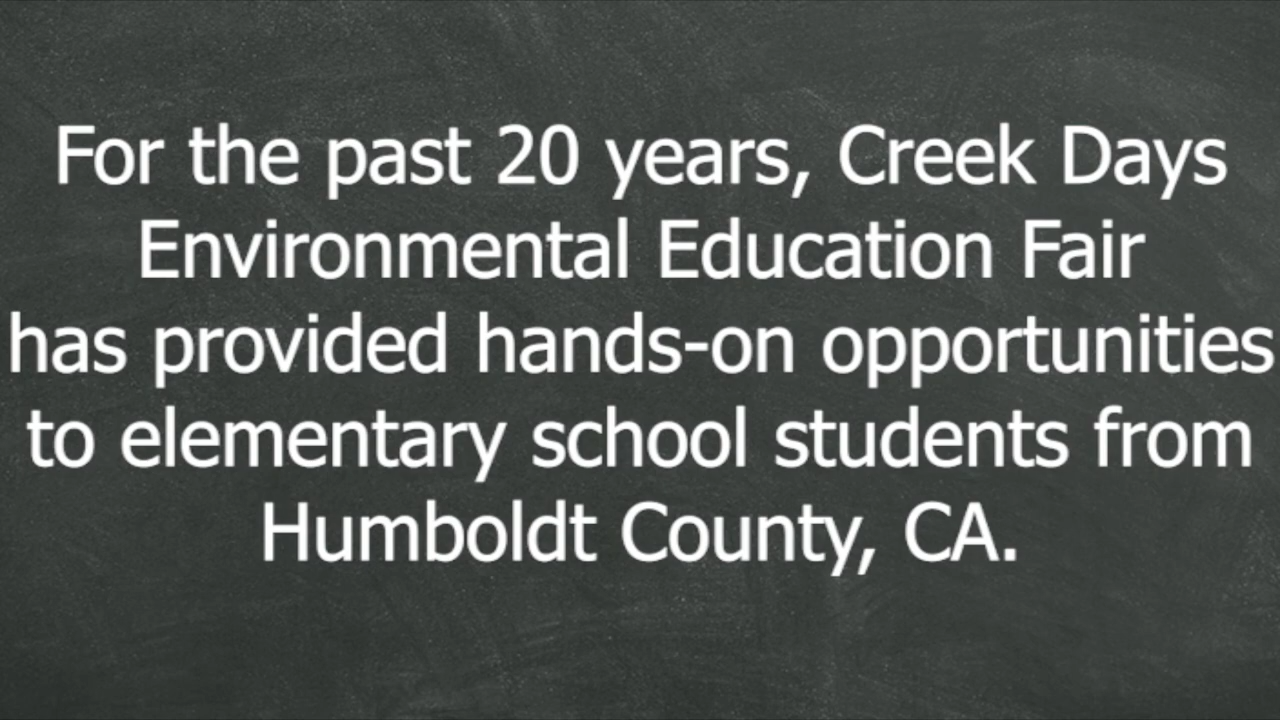 For the past 20 years, Creek Days
Environmental Education Fair
has provided hands-on opportunities
to elementary school students from
Humboldt County, CA.